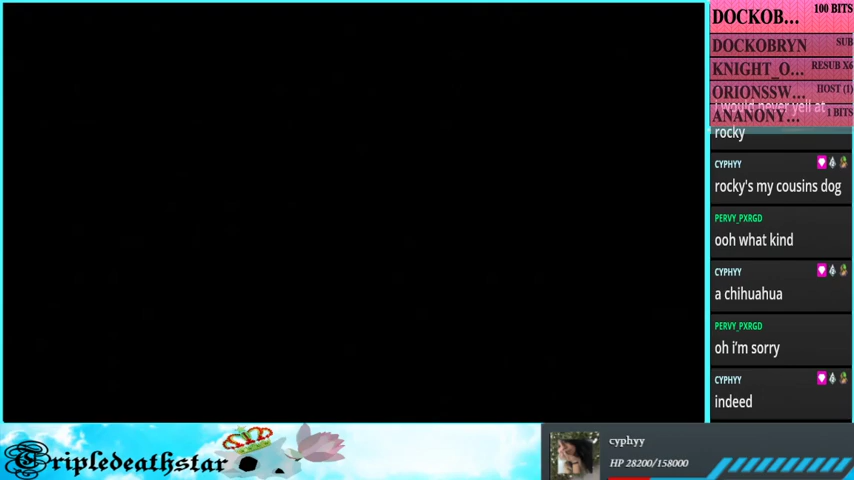 DOCKOB... 100 BITS
DOCKOBRYN SUB
KNIGHT_O... RESUB X6
ORIONSSW... HOST (1)
ANANONY... 1 BITS
i would never yell at
rocky
CYPHYY
rocky's my cousins dog
PERVY_PXRGD
ooh what kind
CYPHYY
a chihuahua
PERVY_PXRGD
oh i'm sorry
CYPHYY
indeed
Tripledeathstar
cyphyy
HP 28200/158000